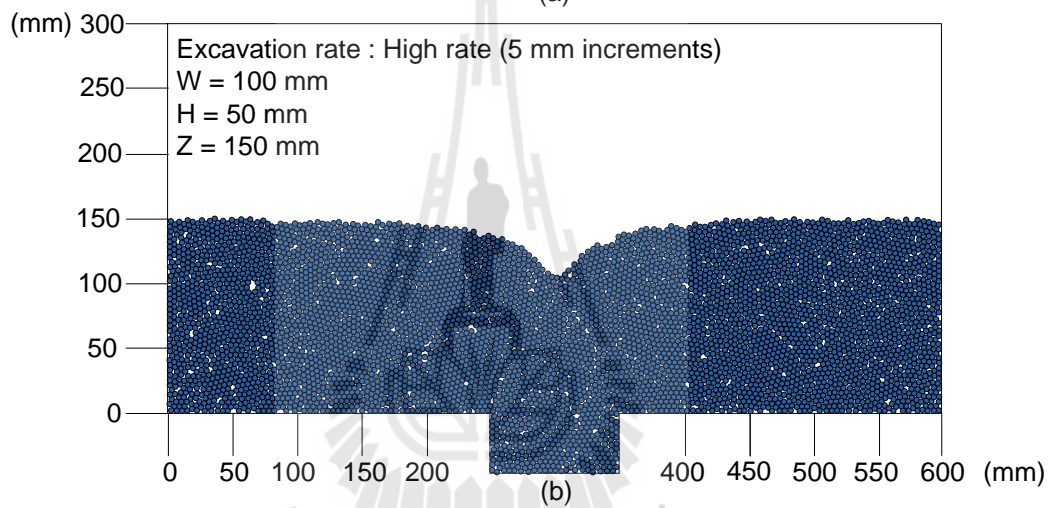 (a)
(mm)
300
250
200
150
100
50
0
Excavation rate : High rate (5 mm increments)
W = 100 mm
H = 50 mm
Z = 150 mm
0 50 100 150 200 400 450 500 550 600 (mm)
(b)